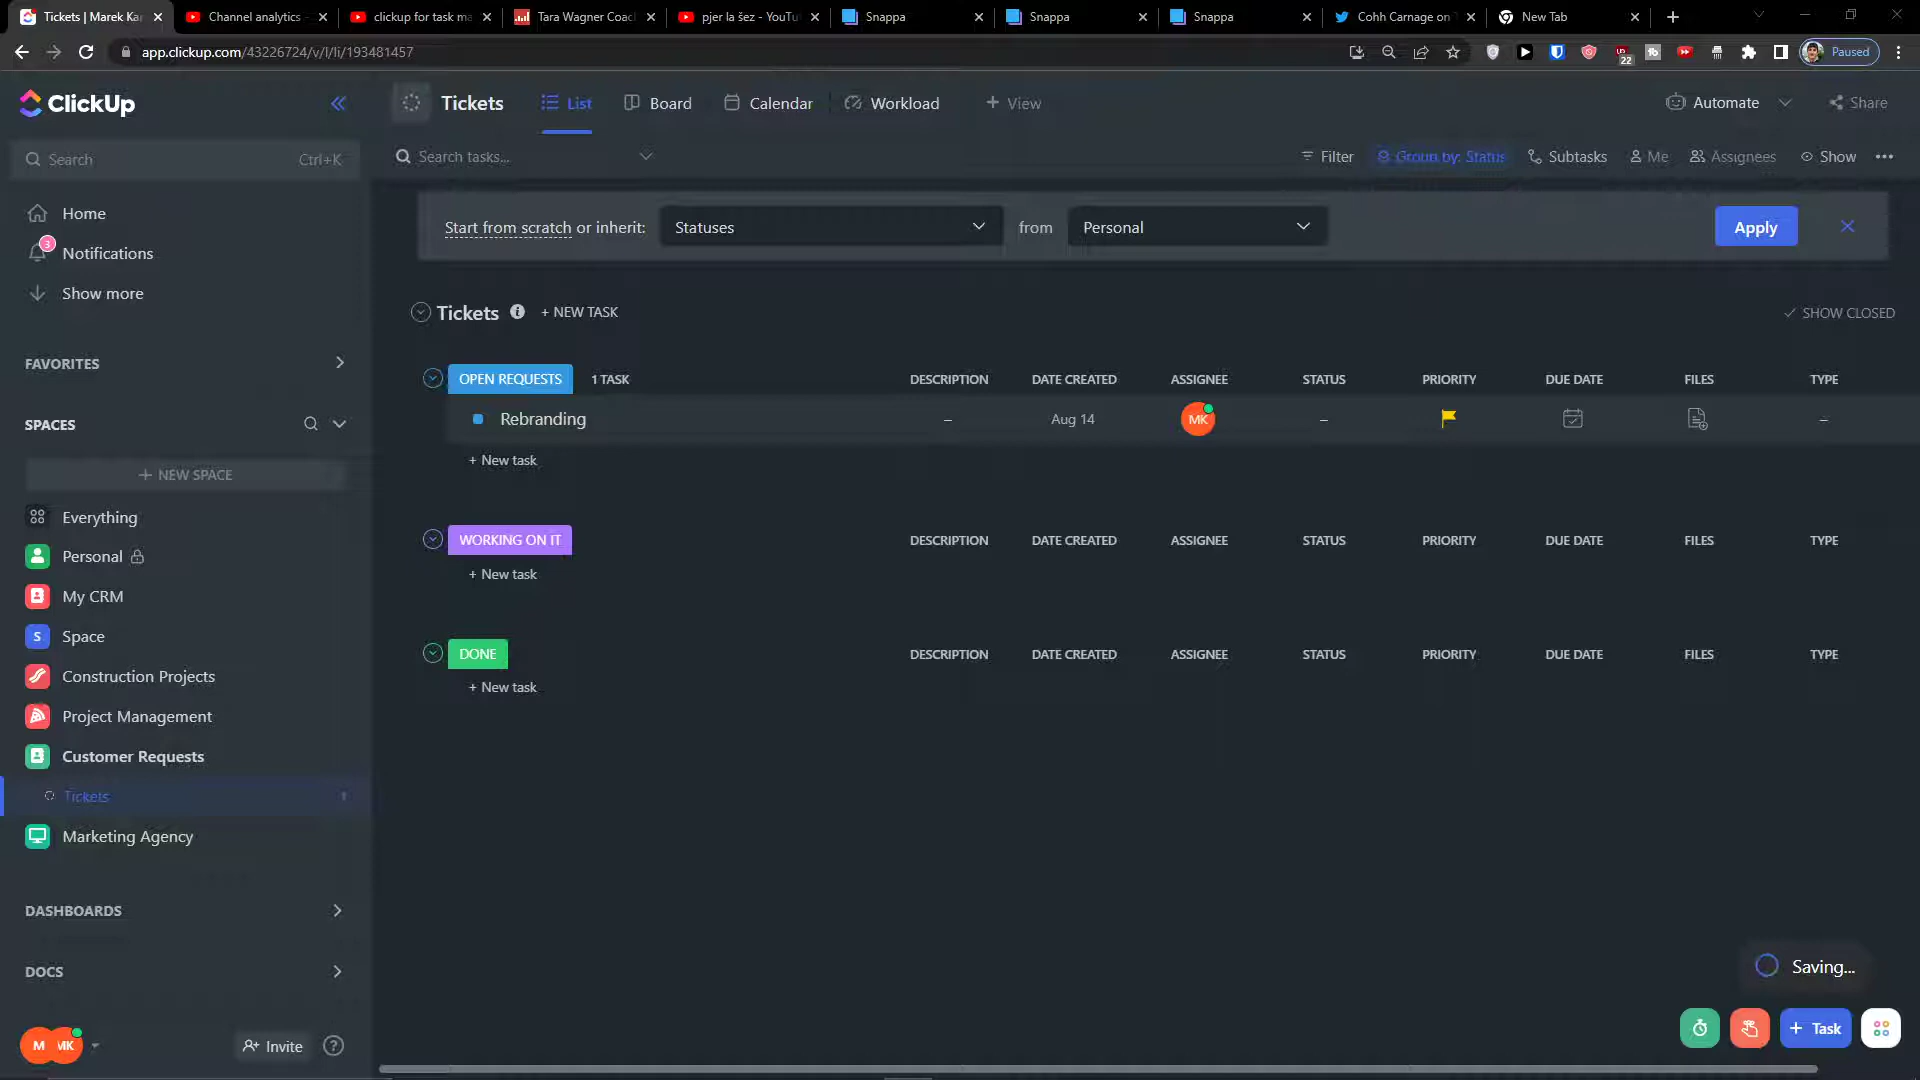 Tickets | Marek Ka
Channel analytics
clickup for task ma
Tara Wagner Coac
pjer la šez - YouTu
Snappa
Snappa
Snappa
Cohh Carnage on
New Tab
app.clickup.com/43226724/v/l/li/193481457
22
Paused
ClickUp
Tickets
List
Board
Calendar
Workload
+ View
Automate
Share
Search
Ctrl+K
Search tasks...
Filter
Group by: Status
Subtasks
Me
Assignees
Show
Home
3
Notifications
Show more
Start from scratch or inherit:
Statuses
from
Personal
Apply
Tickets
+ NEW TASK
SHOW CLOSED
FAVORITES
OPEN REQUESTS
1 TASK
DESCRIPTION
DATE CREATED
ASSIGNEE
STATUS
PRIORITY
DUE DATE
FILES
TYPE
Rebranding
–
Aug 14
MK
–
–
+ New task
SPACES
+ NEW SPACE
Everything
Personal
My CRM
S
Space
Construction Projects
Project Management
Customer Requests
Tickets
Marketing Agency
WORKING ON IT
DESCRIPTION
DATE CREATED
ASSIGNEE
STATUS
PRIORITY
DUE DATE
FILES
TYPE
+ New task
DONE
DESCRIPTION
DATE CREATED
ASSIGNEE
STATUS
PRIORITY
DUE DATE
FILES
TYPE
+ New task
DASHBOARDS
DOCS
Saving...
M
MK
Invite
?
+ Task